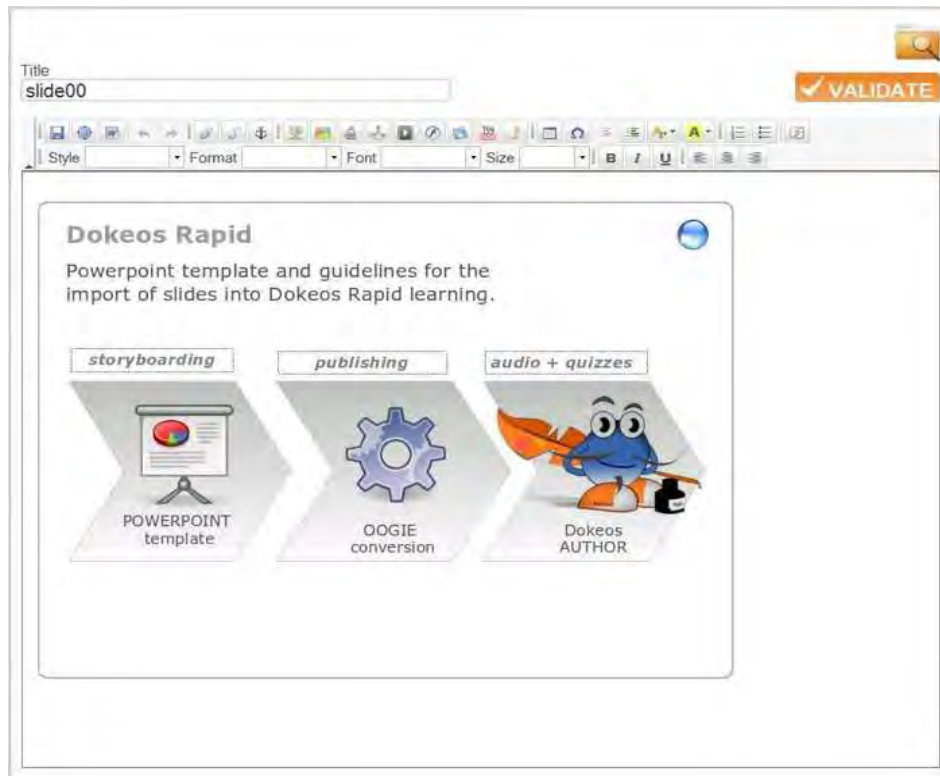 Title
slide00
VALIDATE
Style Format Font Size B I U
Dokeos Rapid
Powerpoint template and guidelines for the
import of slides into Dokeos Rapid learning.
storyboarding publishing audio + quizzes
POWERPOINT
template
OOGIE
conversion
Dokeos
AUTHOR